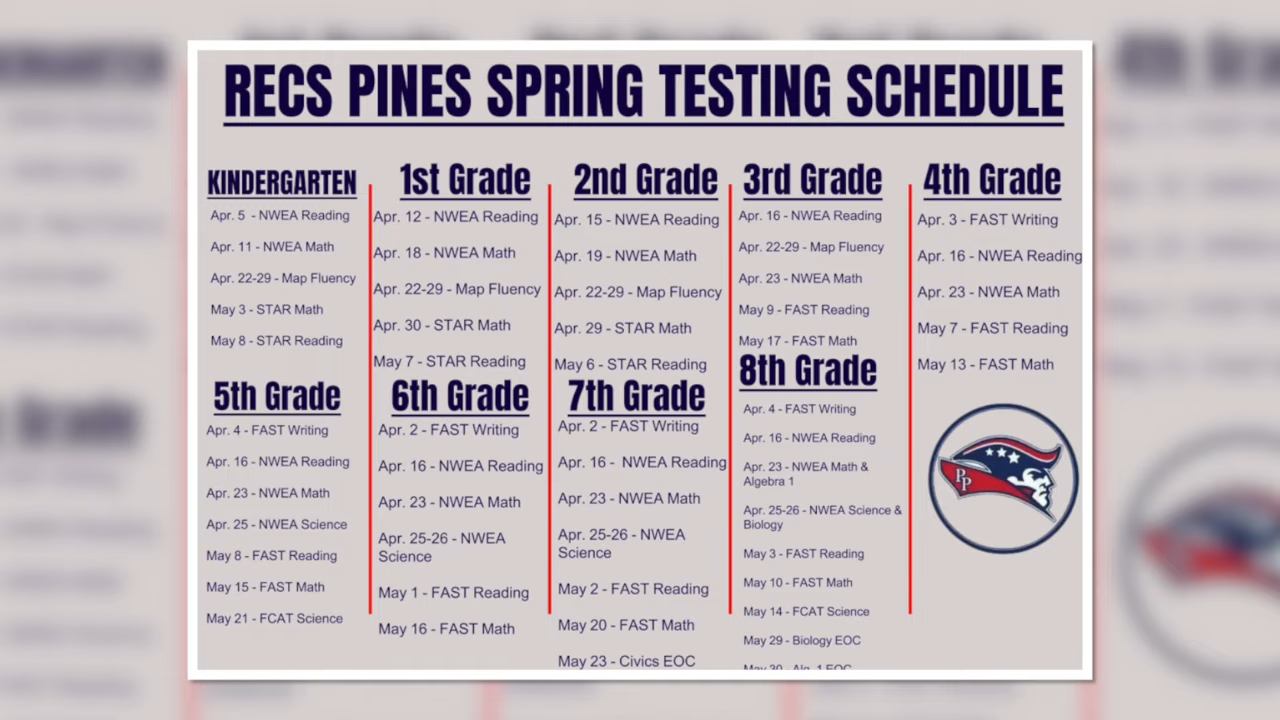 RECS PINES SPRING TESTING SCHEDULE
KINDERGARTEN
Apr. 5 - NWEA Reading
Apr. 11 - NWEA Math
Apr. 22-29 - Map Fluency
May 3 - STAR Math
May 8 - STAR Reading
1st Grade
Apr. 12 - NWEA Reading
Apr. 18 - NWEA Math
Apr. 22-29 - Map Fluency
Apr. 30 - STAR Math
May 7 - STAR Reading
2nd Grade
Apr. 15 - NWEA Reading
Apr. 19 - NWEA Math
Apr. 22-29 - Map Fluency
Apr. 29 - STAR Math
May 6 - STAR Reading
3rd Grade
Apr. 16 - NWEA Reading
Apr. 22-29 - Map Fluency
Apr. 23 - NWEA Math
May 9 - FAST Reading
May 17 - FAST Math
4th Grade
Apr. 3 - FAST Writing
Apr. 16 - NWEA Reading
Apr. 23 - NWEA Math
May 7 - FAST Reading
May 13 - FAST Math
5th Grade
Apr. 4 - FAST Writing
Apr. 16 - NWEA Reading
Apr. 23 - NWEA Math
Apr. 25 - NWEA Science
May 8 - FAST Reading
May 15 - FAST Math
May 21 - FCAT Science
6th Grade
Apr. 2 - FAST Writing
Apr. 16 - NWEA Reading
Apr. 23 - NWEA Math
Apr. 25-26 - NWEA
Science
May 1 - FAST Reading
May 16 - FAST Math
7th Grade
Apr. 2 - FAST Writing
Apr. 16 - NWEA Reading
Apr. 23 - NWEA Math
Apr. 25-26 - NWEA
Science
May 2 - FAST Reading
May 20 - FAST Math
May 23 - Civics EOC
8th Grade
Apr. 4 - FAST Writing
Apr. 16 - NWEA Reading
Apr. 23 - NWEA Math &
Algebra 1
Apr. 25-26 - NWEA Science &
Biology
May 3 - FAST Reading
May 10 - FAST Math
May 14 - FCAT Science
May 29 - Biology EOC
May 30 - Alg. 1 EOC
PP